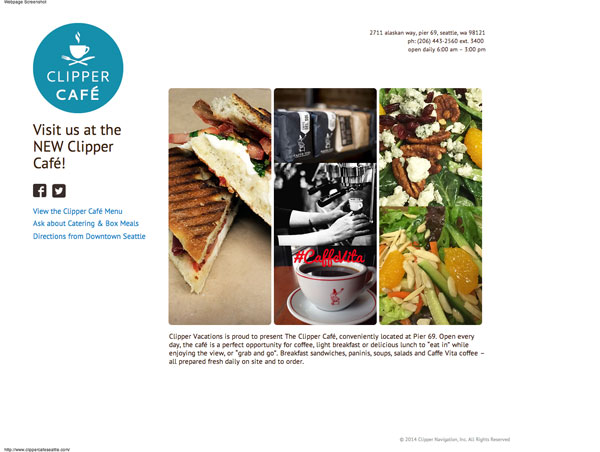 Webpage Screenshot
CLIPPER
CAFÉ
2711 alaskan way, pier 69, seattle, wa 98121
ph: (206) 443-2560 ext. 3400
open daily 6:00 am – 3:00 pm
Visit us at the
NEW Clipper
Café!
View the Clipper Café Menu
Ask about Catering & Box Meals
Directions from Downtown Seattle
#CaffeVita
Clipper Vacations is proud to present The Clipper Café, conveniently located at Pier 69. Open every
day, the café is a perfect opportunity for coffee, light breakfast or delicious lunch to "eat in" while
enjoying the view, or "grab and go". Breakfast sandwiches, paninis, soups, salads and Caffe Vita coffee –
all prepared fresh daily on site and to order.
© 2014 Clipper Navigation, Inc. All Rights Reserved
http://www.clippercafeseattle.com/